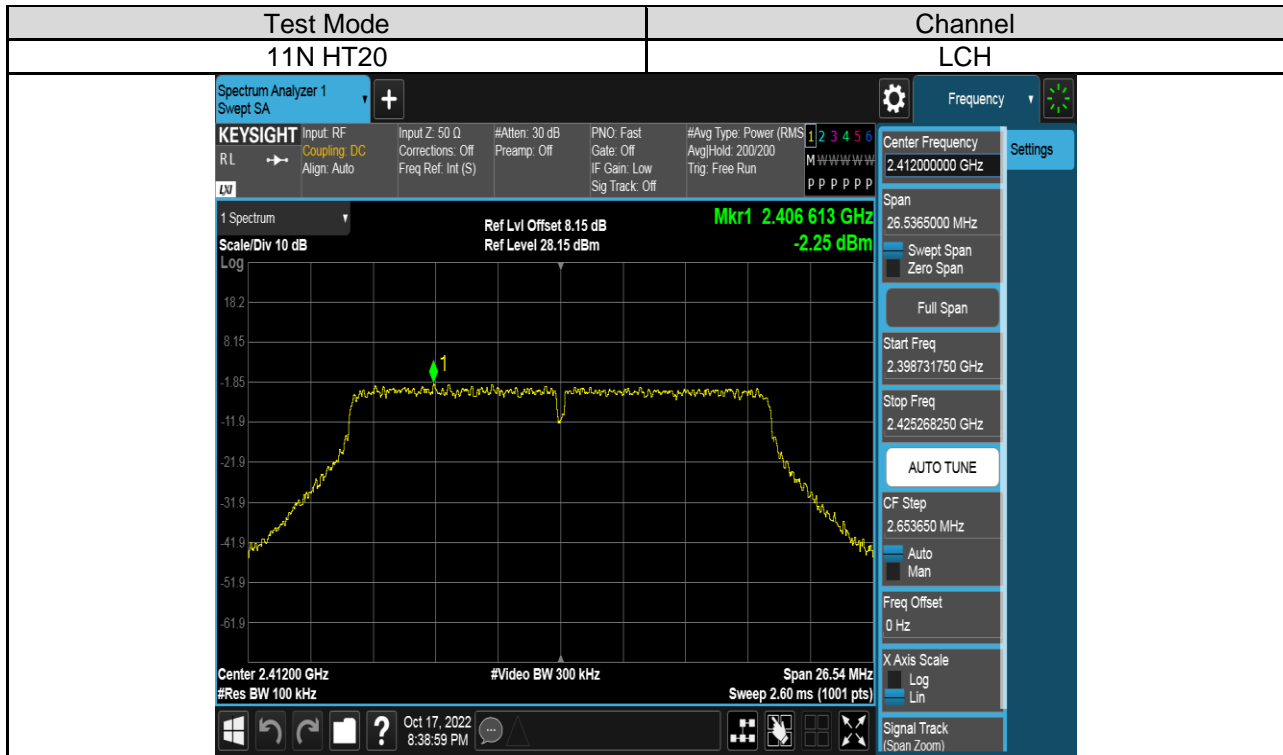 Test Mode Channel
11N HT20 LCH
Spectrum Analyzer 1
Swept SA
+
Frequency
KEYSIGHT
RL
LXI
Input: RF
Coupling: DC
Align: Auto
Input Z: 50 Ω
Corrections: Off
Freq Ref: Int (S)
#Atten: 30 dB
Preamp: Off
PNO: Fast
Gate: Off
IF Gain: Low
Sig Track: Off
#Avg Type: Power (RMS
Avg|Hold: 200/200
Trig: Free Run
1 2 3 4 5 6
M W W W W W
P P P P P P
1 Spectrum
Scale/Div 10 dB
Log
Ref Lvl Offset 8.15 dB
Ref Level 28.15 dBm
Mkr1 2.406 613 GHz
-2.25 dBm
18.2
8.15
-1.85
-11.9
-21.9
-31.9
-41.9
-51.9
-61.9
1
Center 2.41200 GHz
#Res BW 100 kHz
#Video BW 300 kHz
Span 26.54 MHz
Sweep 2.60 ms (1001 pts)
Center Frequency
2.412000000 GHz
Span
26.5365000 MHz
Swept Span
Zero Span
Full Span
Start Freq
2.398731750 GHz
Stop Freq
2.425268250 GHz
AUTO TUNE
CF Step
2.653650 MHz
Auto
Man
Freq Offset
0 Hz
X Axis Scale
Log
Lin
Signal Track
(Span Zoom)
Settings
?
Oct 17, 2022
8:38:59 PM